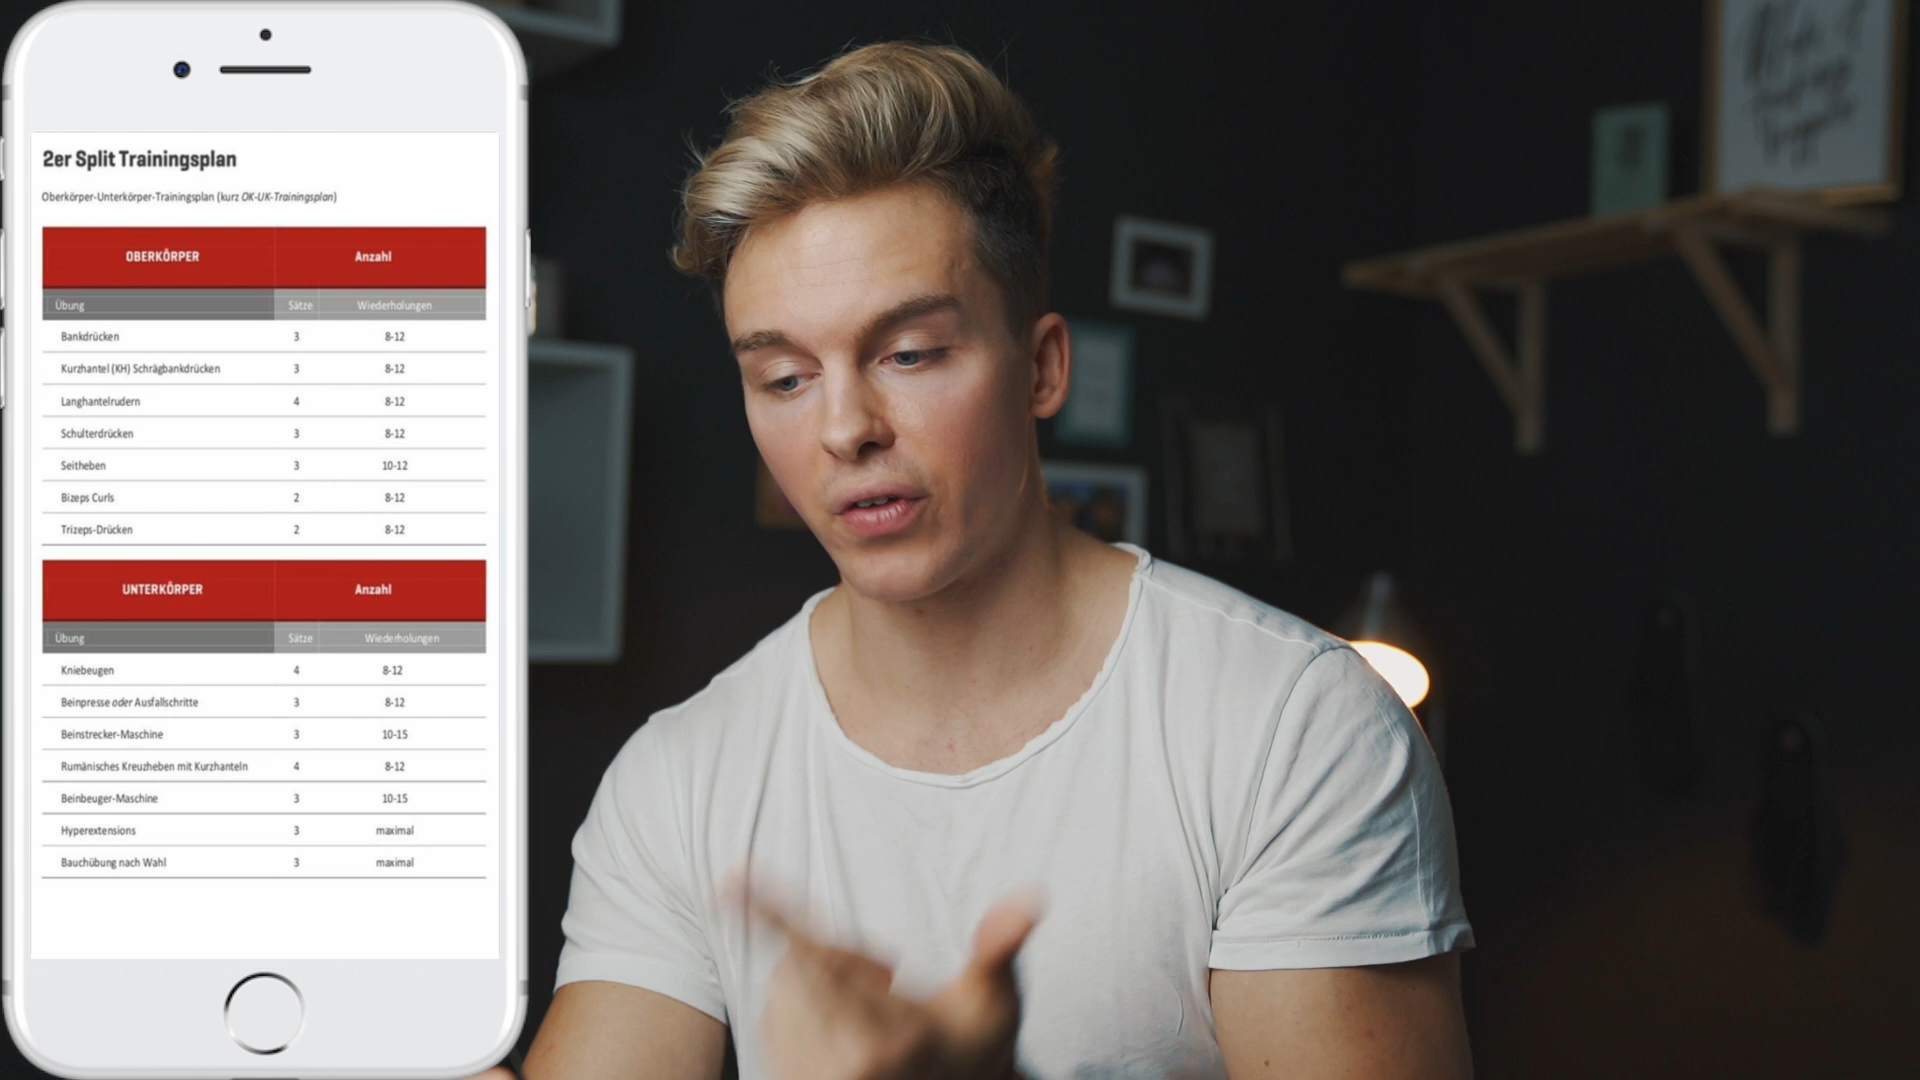 2er Split Trainingsplan
Oberkörper-Unterkörper-Trainingsplan (kurz OK-UK-Trainingsplan)
OBERKÖRPER Anzahl
Übung Sätze Wiederholungen
Bankdrücken 3 8-12
Kurzhantel (KH) Schrägbankdrücken 3 8-12
Langhantelrudern 4 8-12
Schulterdrücken 3 8-12
Seitheben 3 10-12
Bizeps Curls 2 8-12
Trizeps-Drücken 2 8-12
UNTERKÖRPER Anzahl
Übung Sätze Wiederholungen
Kniebeugen 4 8-12
Beinpresse oder Ausfallschritte 3 8-12
Beinstrecker-Maschine 3 10-15
Rumänisches Kreuzheben mit Kurzhanteln 4 8-12
Beinbeuger-Maschine 3 10-15
Hyperextensions 3 maximal
Bauchübung nach Wahl 3 maximal